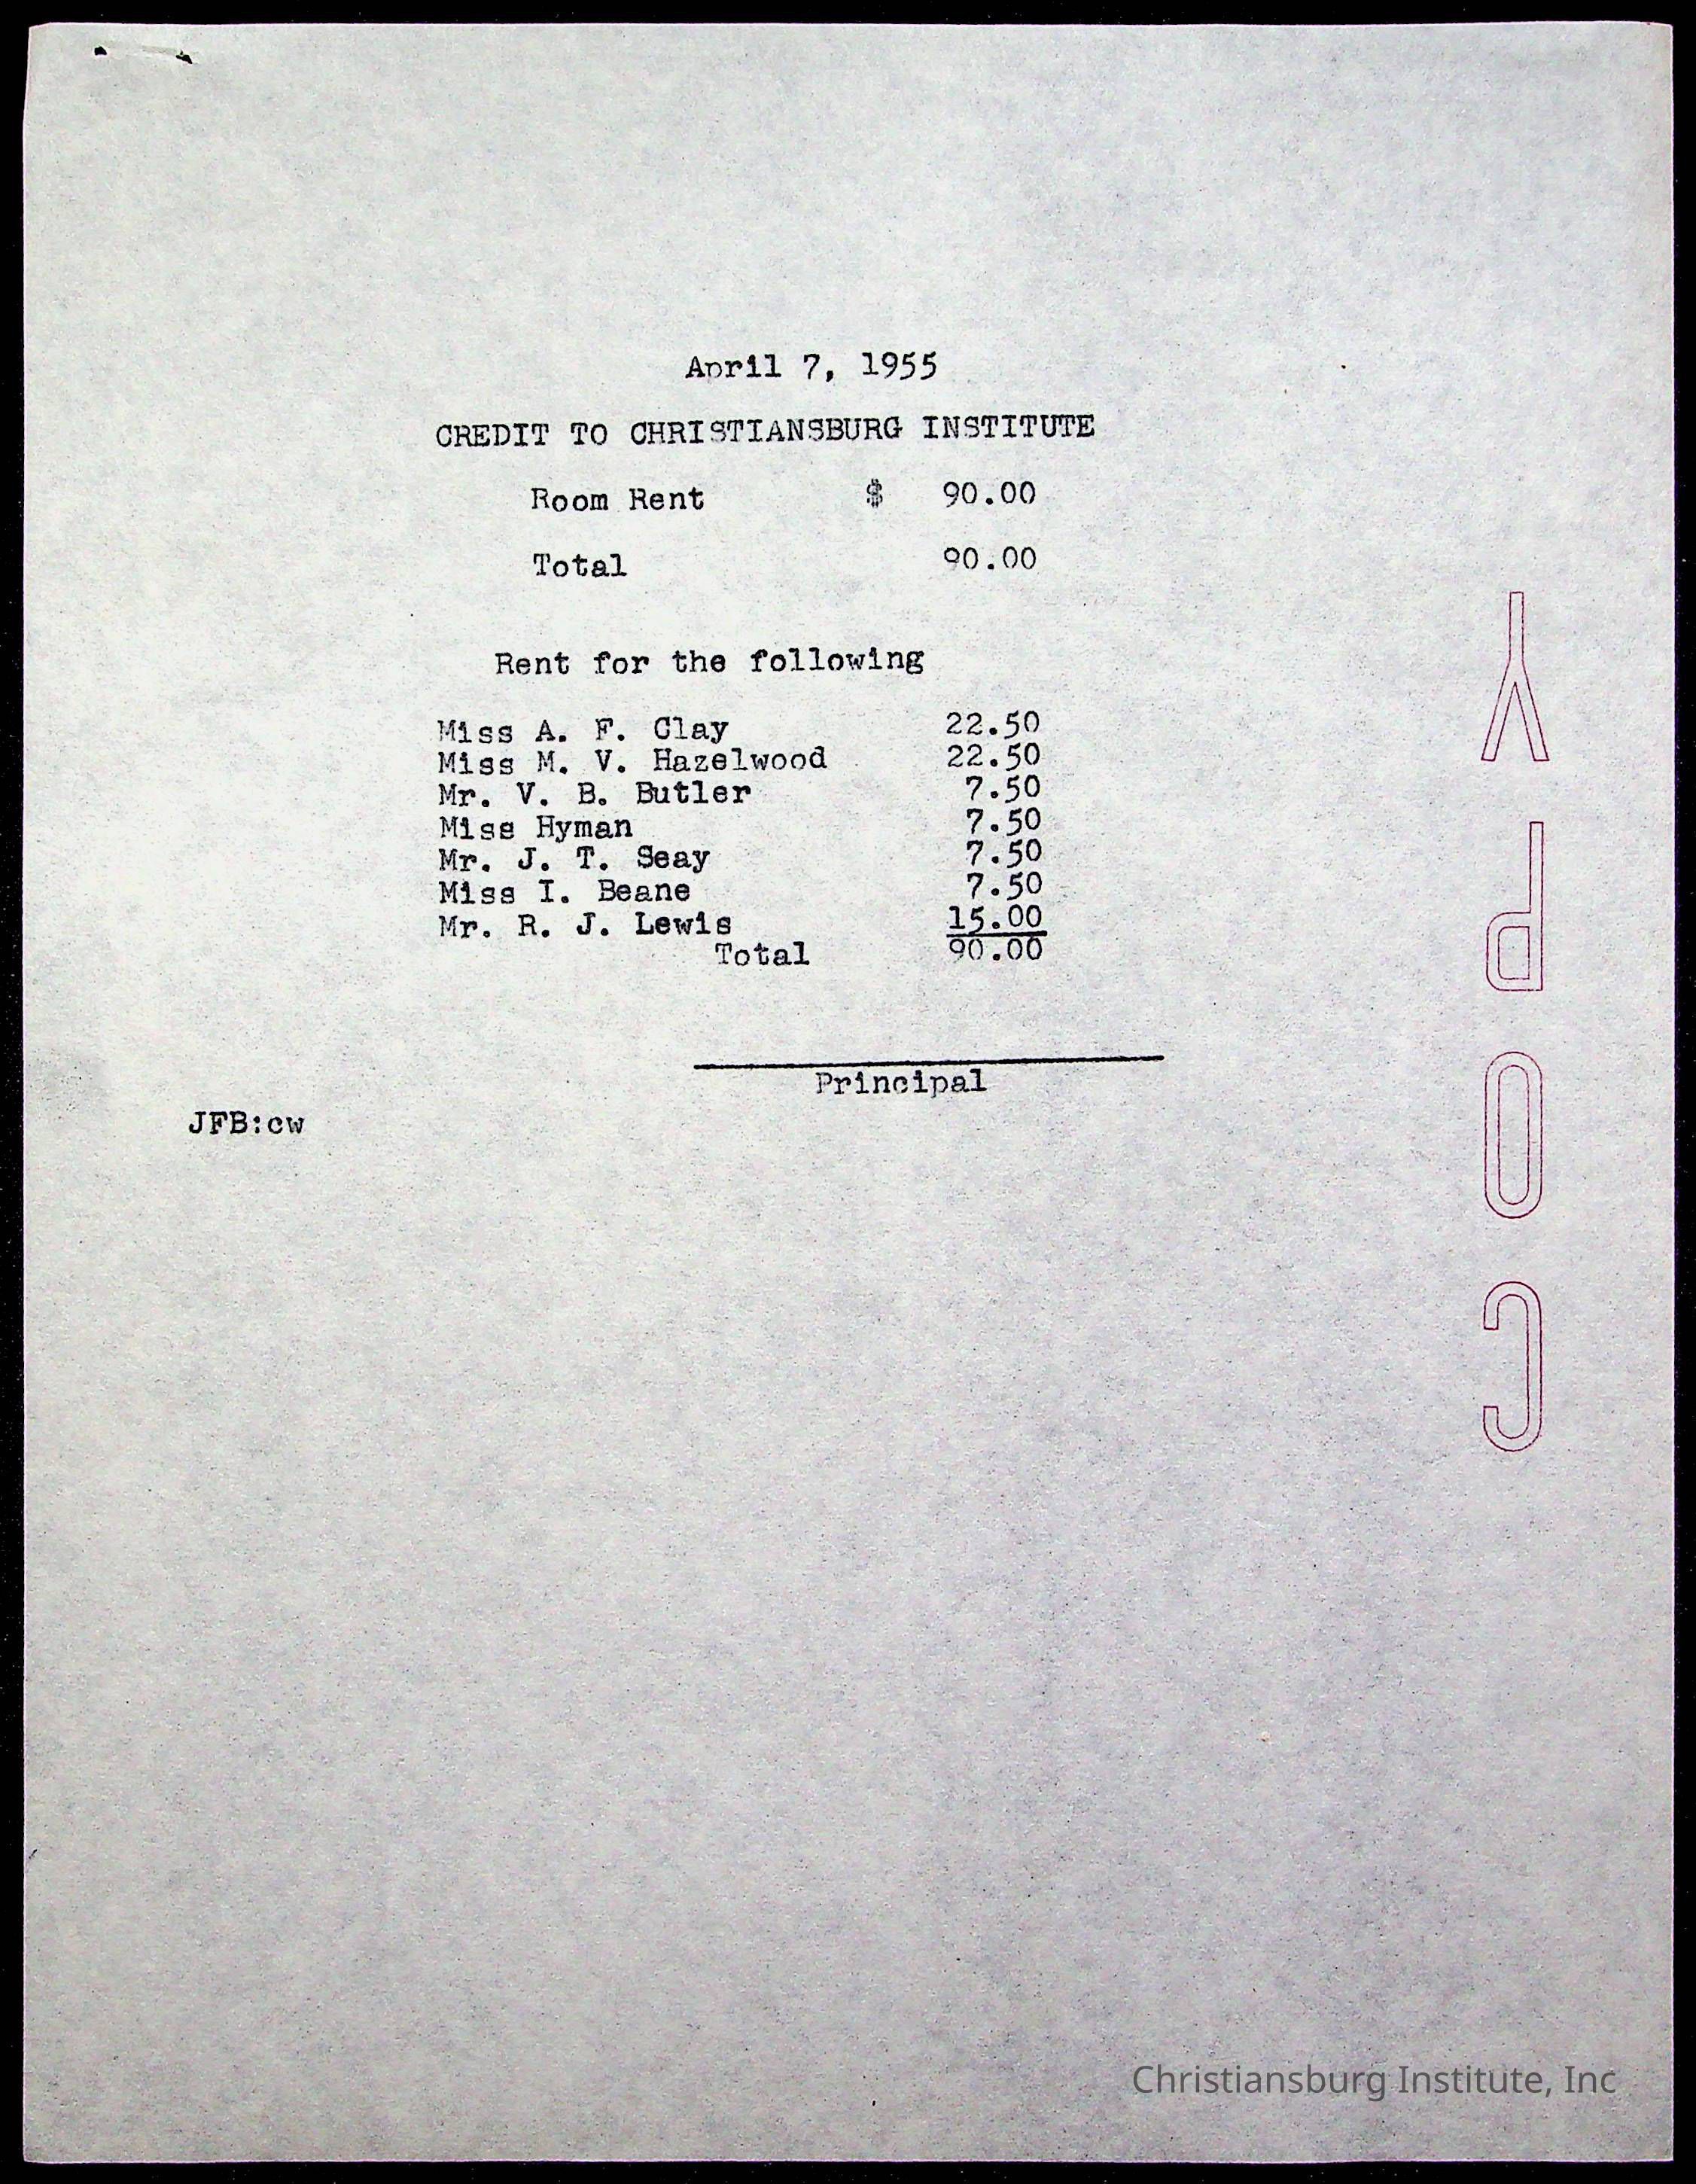 April 7, 1955
CREDIT TO CHRISTIANSBURG INSTITUTE
Room Rent $ 90.00
Total 90.00
Rent for the following
Miss A. F. Clay 22.50
Miss M. V. Hazelwood 22.50
Mr. V. B. Butler 7.50
Miss Hyman 7.50
Mr. J. T. Seay 7.50
Miss I. Beane 7.50
Mr. R. J. Lewis 15.00
Total 90.00
Principal
JFB:cw
COPY
Christiansburg Institute, Inc